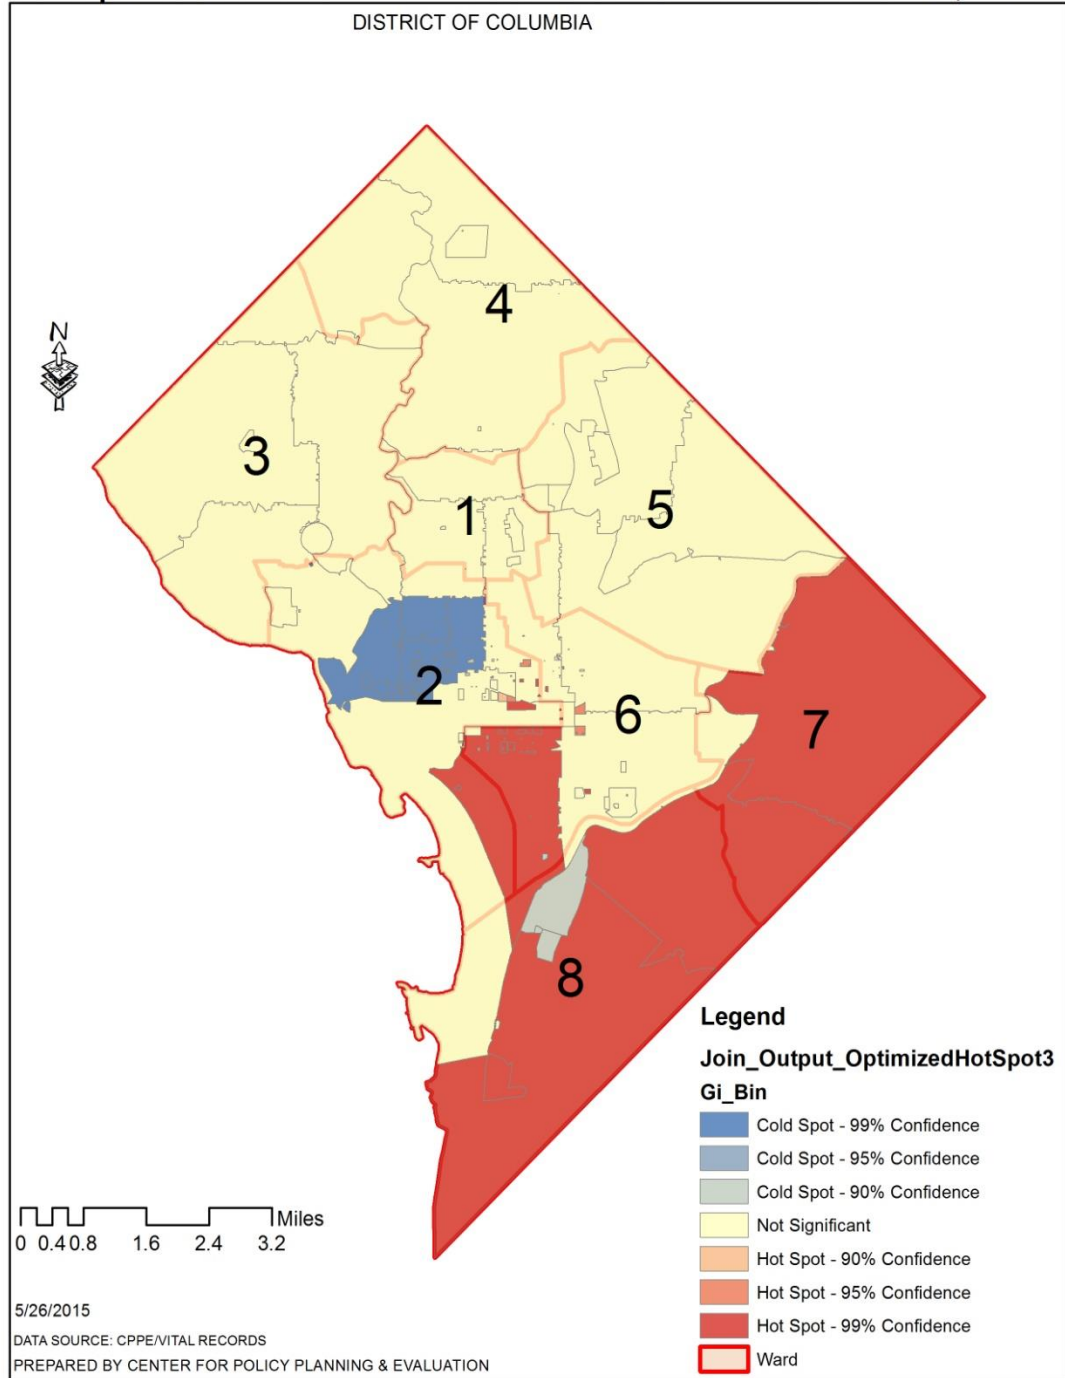 DISTRICT OF COLUMBIA
N
4
3
1
5
2
6
7
8
Legend
Join_Output_OptimizedHotSpot3
Gi_Bin
Cold Spot - 99% Confidence
Cold Spot - 95% Confidence
Cold Spot - 90% Confidence
Not Significant
Hot Spot - 90% Confidence
Hot Spot - 95% Confidence
Hot Spot - 99% Confidence
Ward
Miles
0 0.4 0.8 1.6 2.4 3.2
5/26/2015
DATA SOURCE: CPPE/VITAL RECORDS
PREPARED BY CENTER FOR POLICY PLANNING & EVALUATION